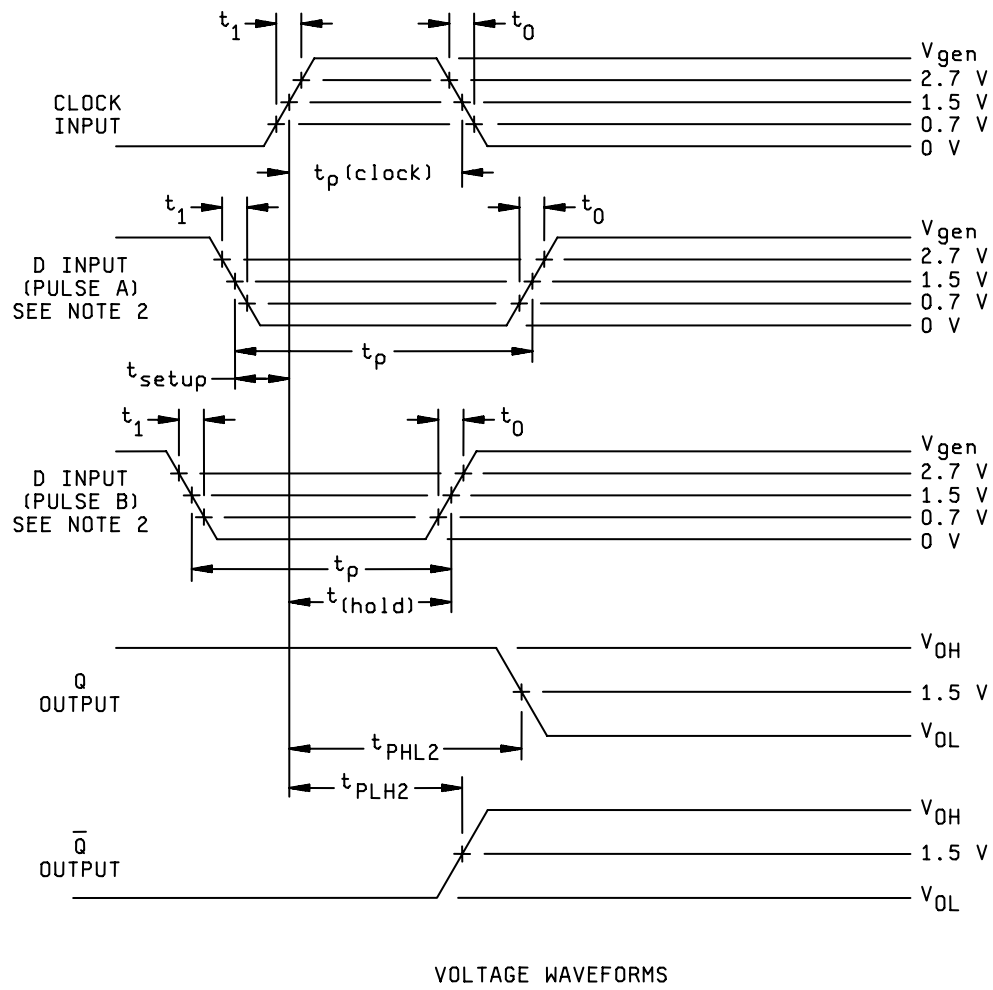 t1 t0
Vgen
2.7 V
CLOCK INPUT
1.5 V
0.7 V
0 V
tp(clock)
t1 t0
Vgen
D INPUT (PULSE A) SEE NOTE 2
2.7 V
1.5 V
0.7 V
0 V
tp
tsetup
t1 t0
Vgen
D INPUT (PULSE B) SEE NOTE 2
2.7 V
1.5 V
0.7 V
0 V
tp
t(hold)
VOH
Q OUTPUT
1.5 V
VOL
tPHL2
tPLH2
VOH
Q̅ OUTPUT
1.5 V
VOL
VOLTAGE WAVEFORMS